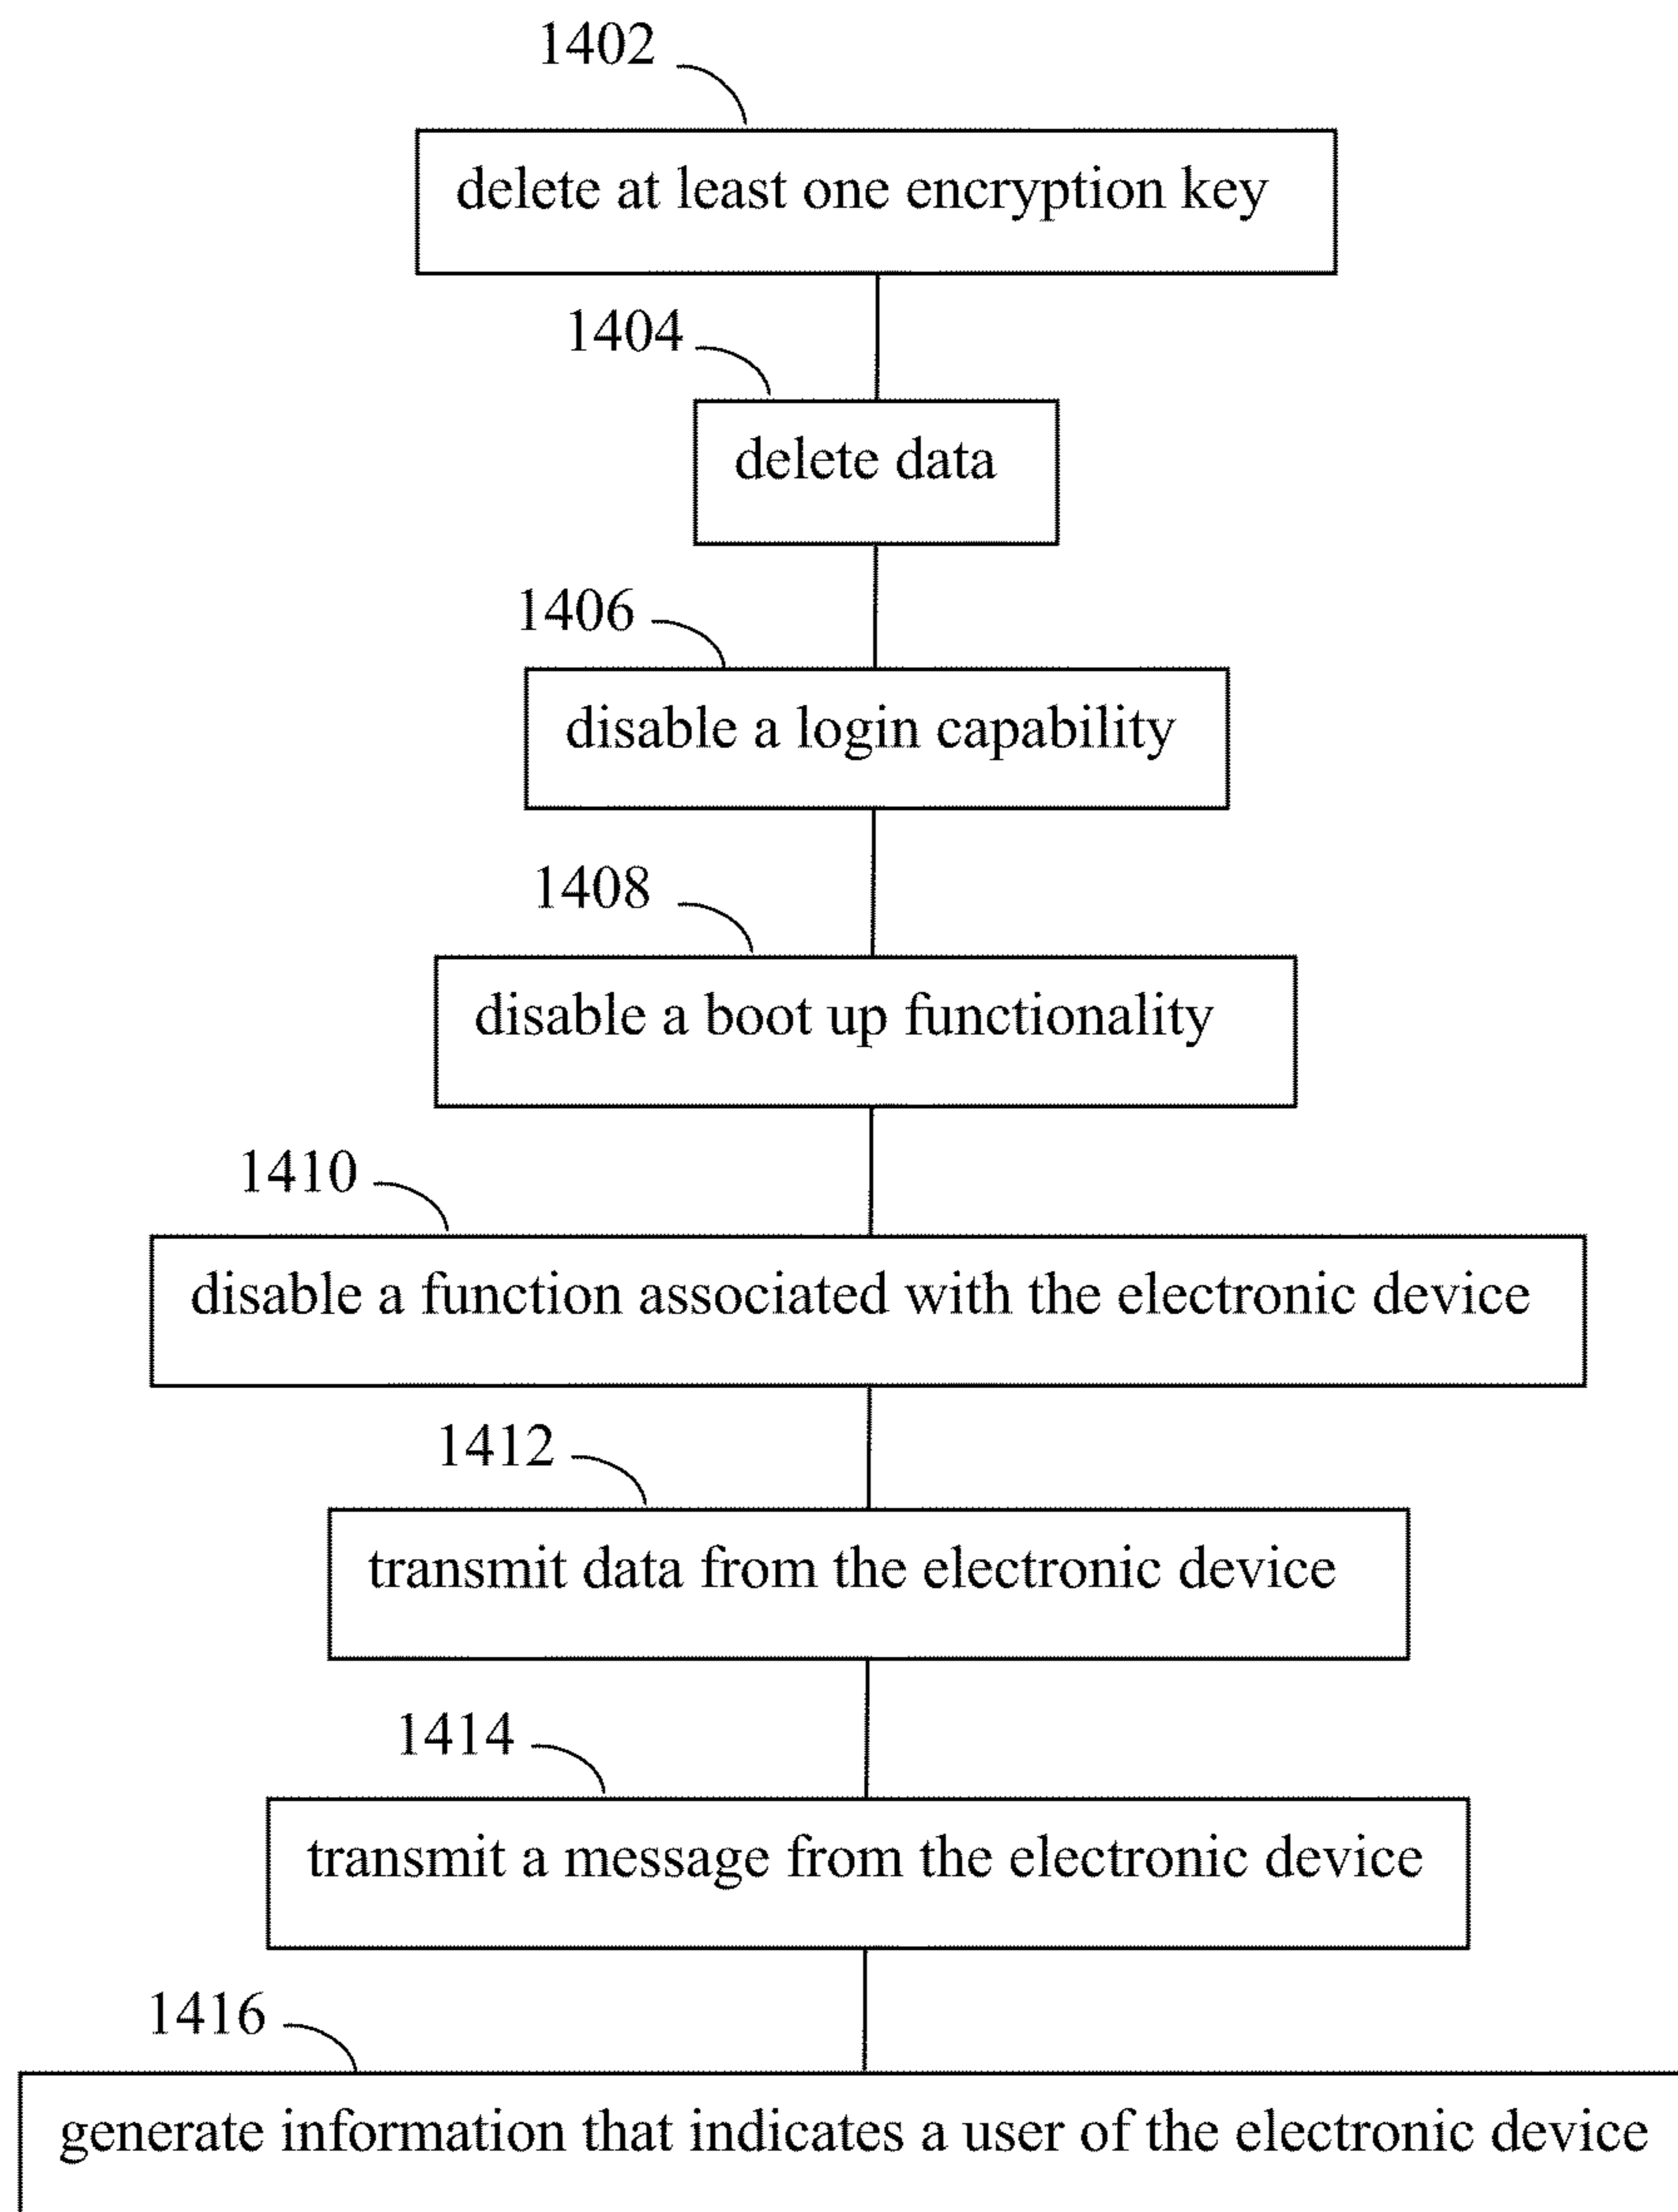 1402
delete at least one encryption key
1404
delete data
1406
disable a login capability
1408
disable a boot up functionality
1410
disable a function associated with the electronic device
1412
transmit data from the electronic device
1414
transmit a message from the electronic device
1416
generate information that indicates a user of the electronic device